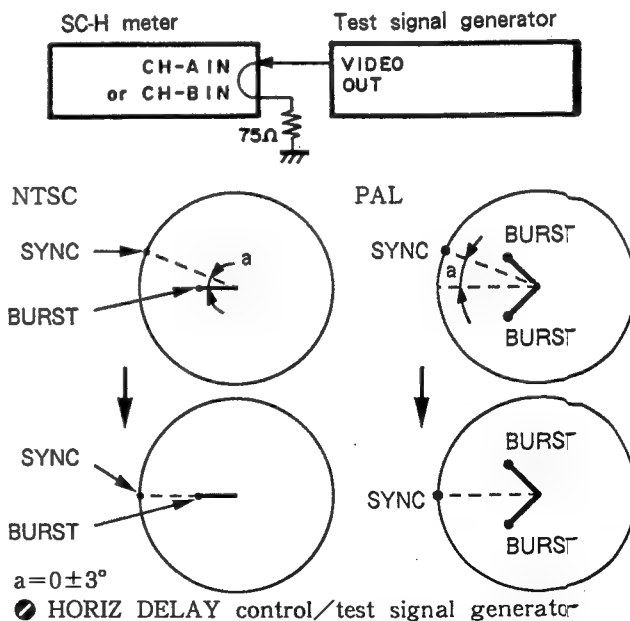 SC-H meter
Test signal generator
CH-A IN
or CH-B IN
VIDEO
OUT
75Ω
NTSC
SYNC
a
BURST
PAL
SYNC
a
BURST
BURST
SYNC
BURST
SYNC
BURST
BURST
a=0±3°
HORIZ DELAY control/test signal generator